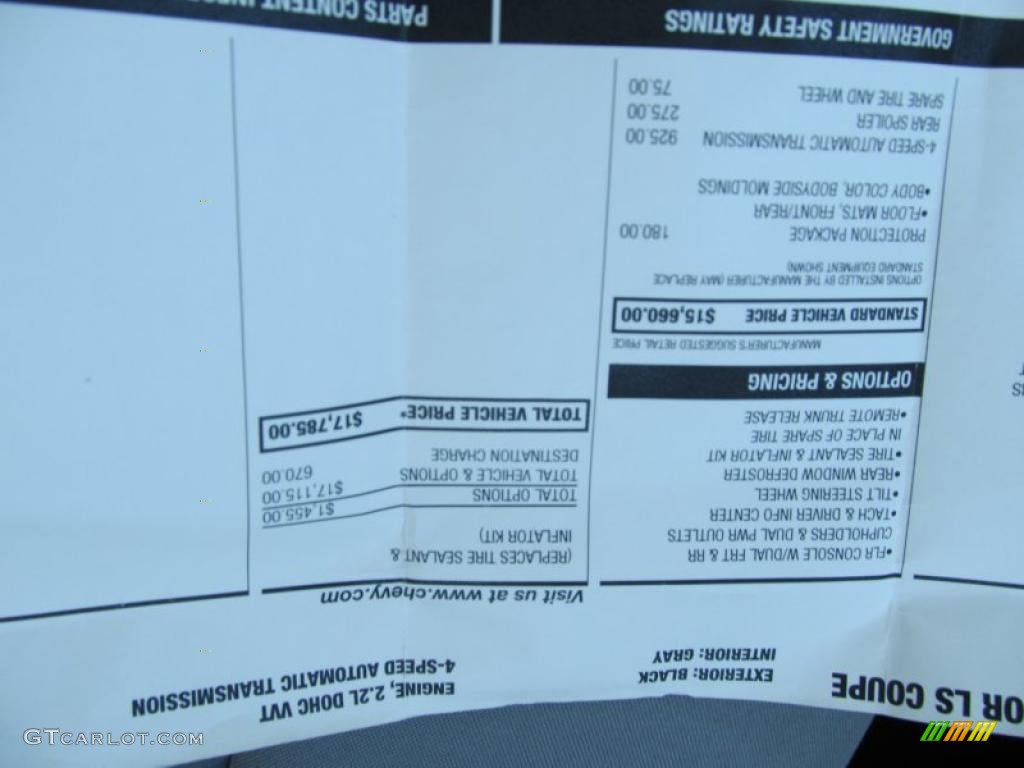 OR LS COUPE
EXTERIOR: BLACK
INTERIOR: GRAY
ENGINE, 2.2L DOHC VVT
4-SPEED AUTOMATIC TRANSMISSION
Visit us at www.chevy.com
•FLR CONSOLE W/DUAL FRT & RR
CUPHOLDERS & DUAL PWR OUTLETS
•TACH & DRIVER INFO CENTER
•TILT STEERING WHEEL
•REAR WINDOW DEFROSTER
•TIRE SEALANT & INFLATOR KIT
IN PLACE OF SPARE TIRE
•REMOTE TRUNK RELEASE
OPTIONS & PRICING
MANUFACTURER'S SUGGESTED RETAIL PRICE
STANDARD VEHICLE PRICE $15,660.00
OPTIONS INSTALLED BY THE MANUFACTURER (MAY REPLACE
STANDARD EQUIPMENT SHOWN)
PROTECTION PACKAGE 180.00
•FLOOR MATS, FRONT/REAR
•BODY COLOR, BODYSIDE MOLDINGS
4-SPEED AUTOMATIC TRANSMISSION 925.00
REAR SPOILER 275.00
SPARE TIRE AND WHEEL 75.00
(REPLACES TIRE SEALANT &
INFLATOR KIT)
TOTAL OPTIONS $1,455.00
TOTAL VEHICLE & OPTIONS $17,115.00
DESTINATION CHARGE 670.00
TOTAL VEHICLE PRICE* $17,785.00
GOVERNMENT SAFETY RATINGS
PARTS CONTENT
GTCARLOT.COM